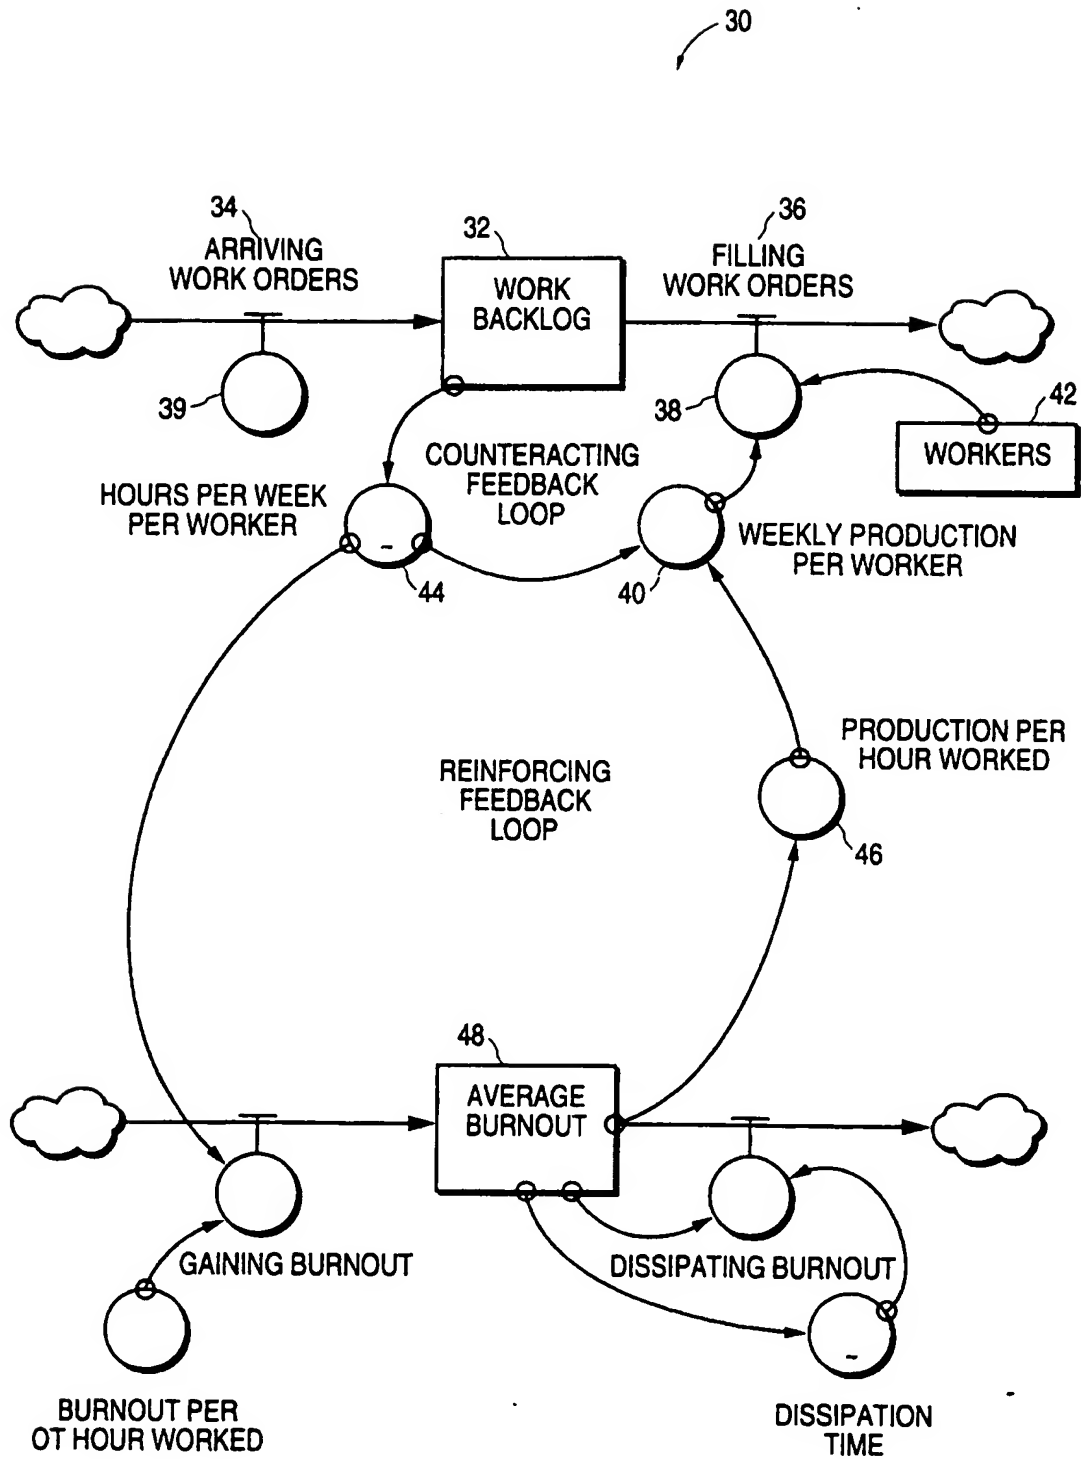 30
34
ARRIVING
WORK ORDERS
32
WORK
BACKLOG
36
FILLING
WORK ORDERS
39
38
42
WORKERS
COUNTERACTING
FEEDBACK
LOOP
HOURS PER WEEK
PER WORKER
44
40
WEEKLY PRODUCTION
PER WORKER
REINFORCING
FEEDBACK
LOOP
PRODUCTION PER
HOUR WORKED
46
48
AVERAGE
BURNOUT
GAINING BURNOUT
DISSIPATING BURNOUT
BURNOUT PER
OT HOUR WORKED
DISSIPATION
TIME